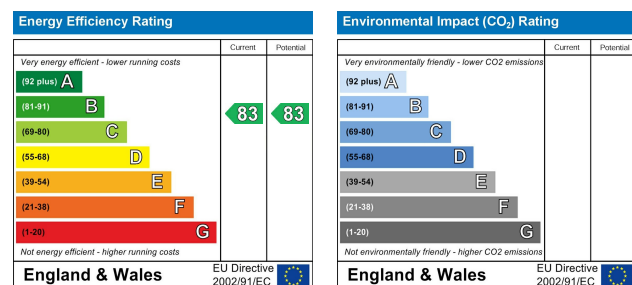 Energy Efficiency Rating
Current Potential
Very energy efficient - lower running costs
(92 plus) A
(81-91) B
83 83
(69-80) C
(55-68) D
(39-54) E
(21-38) F
(1-20) G
Not energy efficient - higher running costs
England & Wales
EU Directive
2002/91/EC
Environmental Impact (CO₂) Rating
Current Potential
Very environmentally friendly - lower CO2 emissions
(92 plus) A
(81-91) B
(69-80) C
(55-68) D
(39-54) E
(21-38) F
(1-20) G
Not environmentally friendly - higher CO2 emissions
England & Wales
EU Directive
2002/91/EC